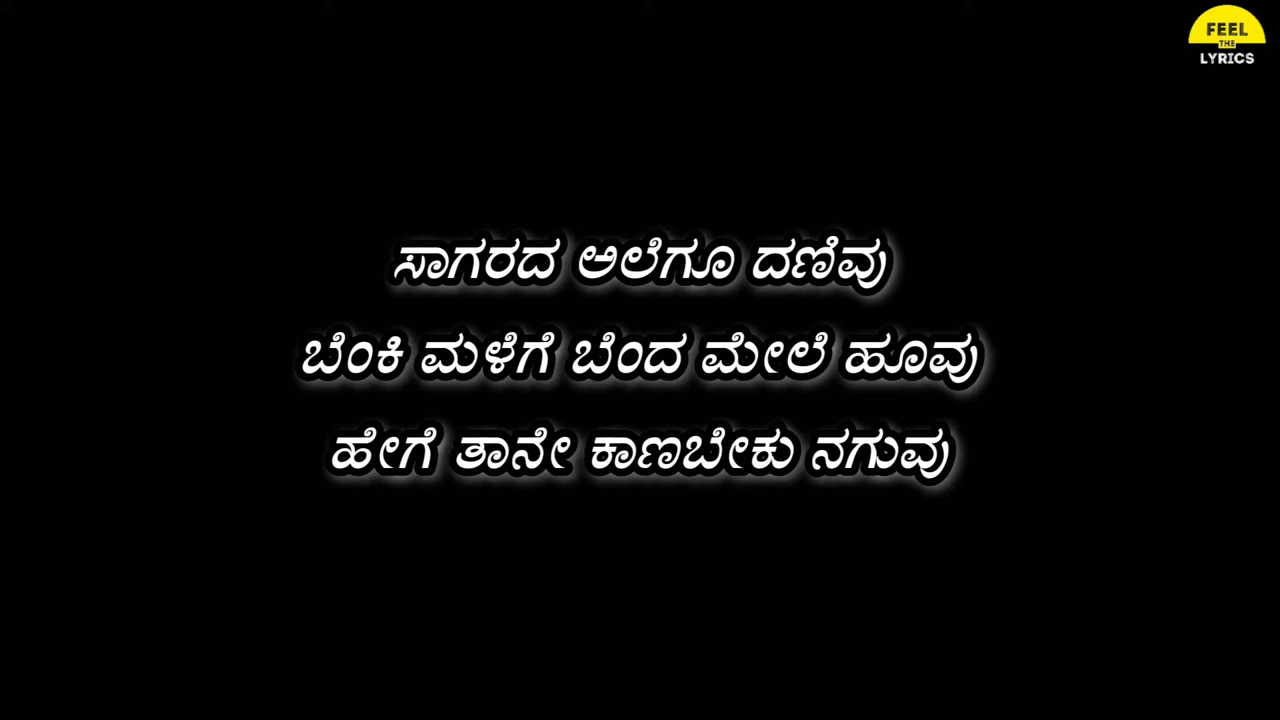 FEEL
THE
LYRICS
ಸಾಗರದ ಅಲೆಗೂ ದಣಿವು
ಬೆಂಕಿ ಮಳೆಗೆ ಬೆಂದ ಮೇಲೆ ಹೂವು
ಹೇಗೆ ತಾನೇ ಕಾಣಬೇಕು ನಗುವು